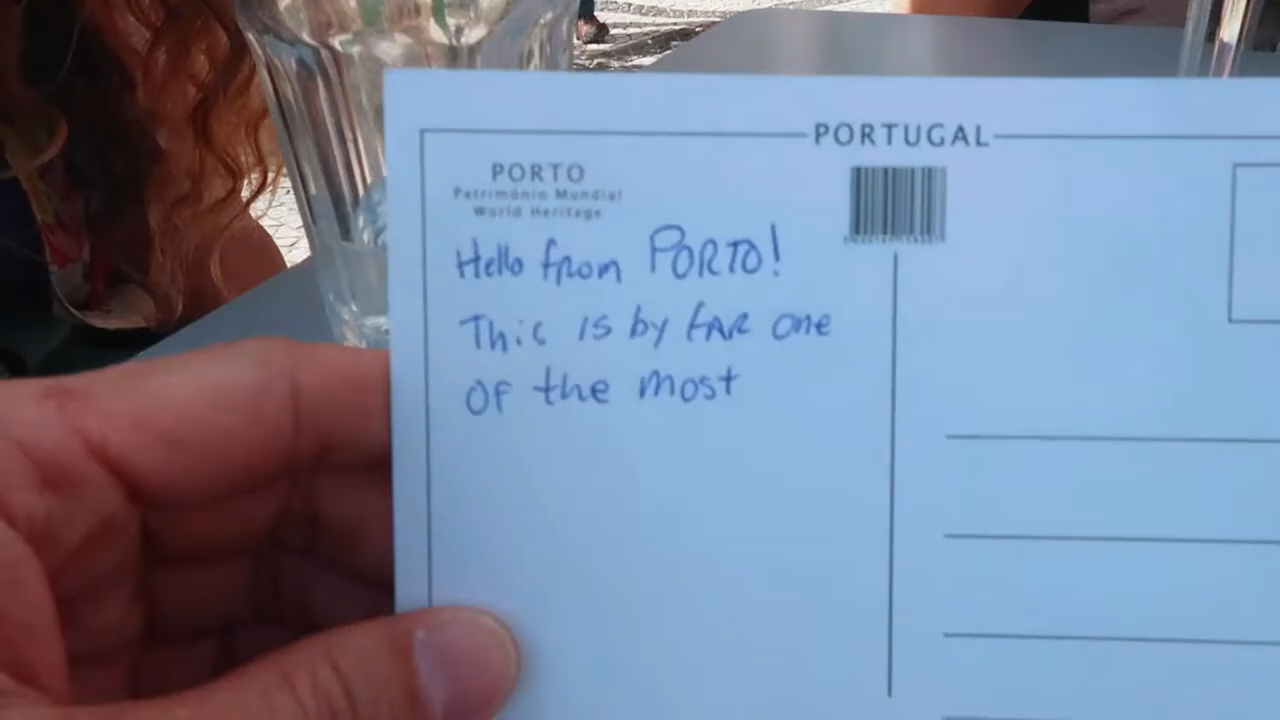 PORTUGAL
PORTO
Património Mundial
World Heritage
Hello from PORTO!
This is by fAR one
of the most